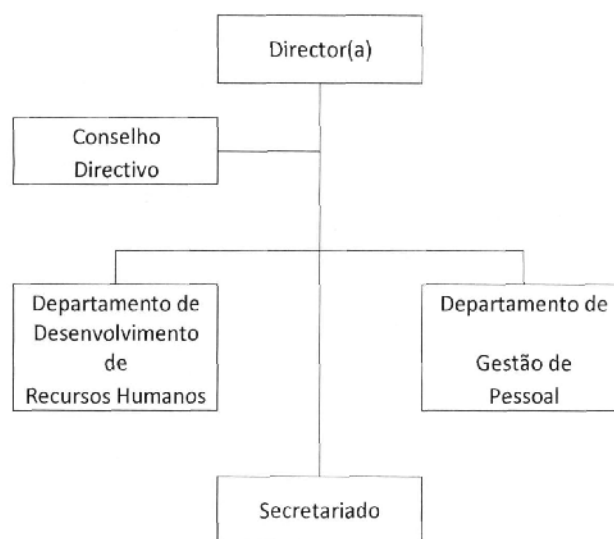 Director(a)
Conselho
Directivo
Departamento de
Desenvolvimento
de
Recursos Humanos
Departamento de
Gestão de
Pessoal
Secretariado